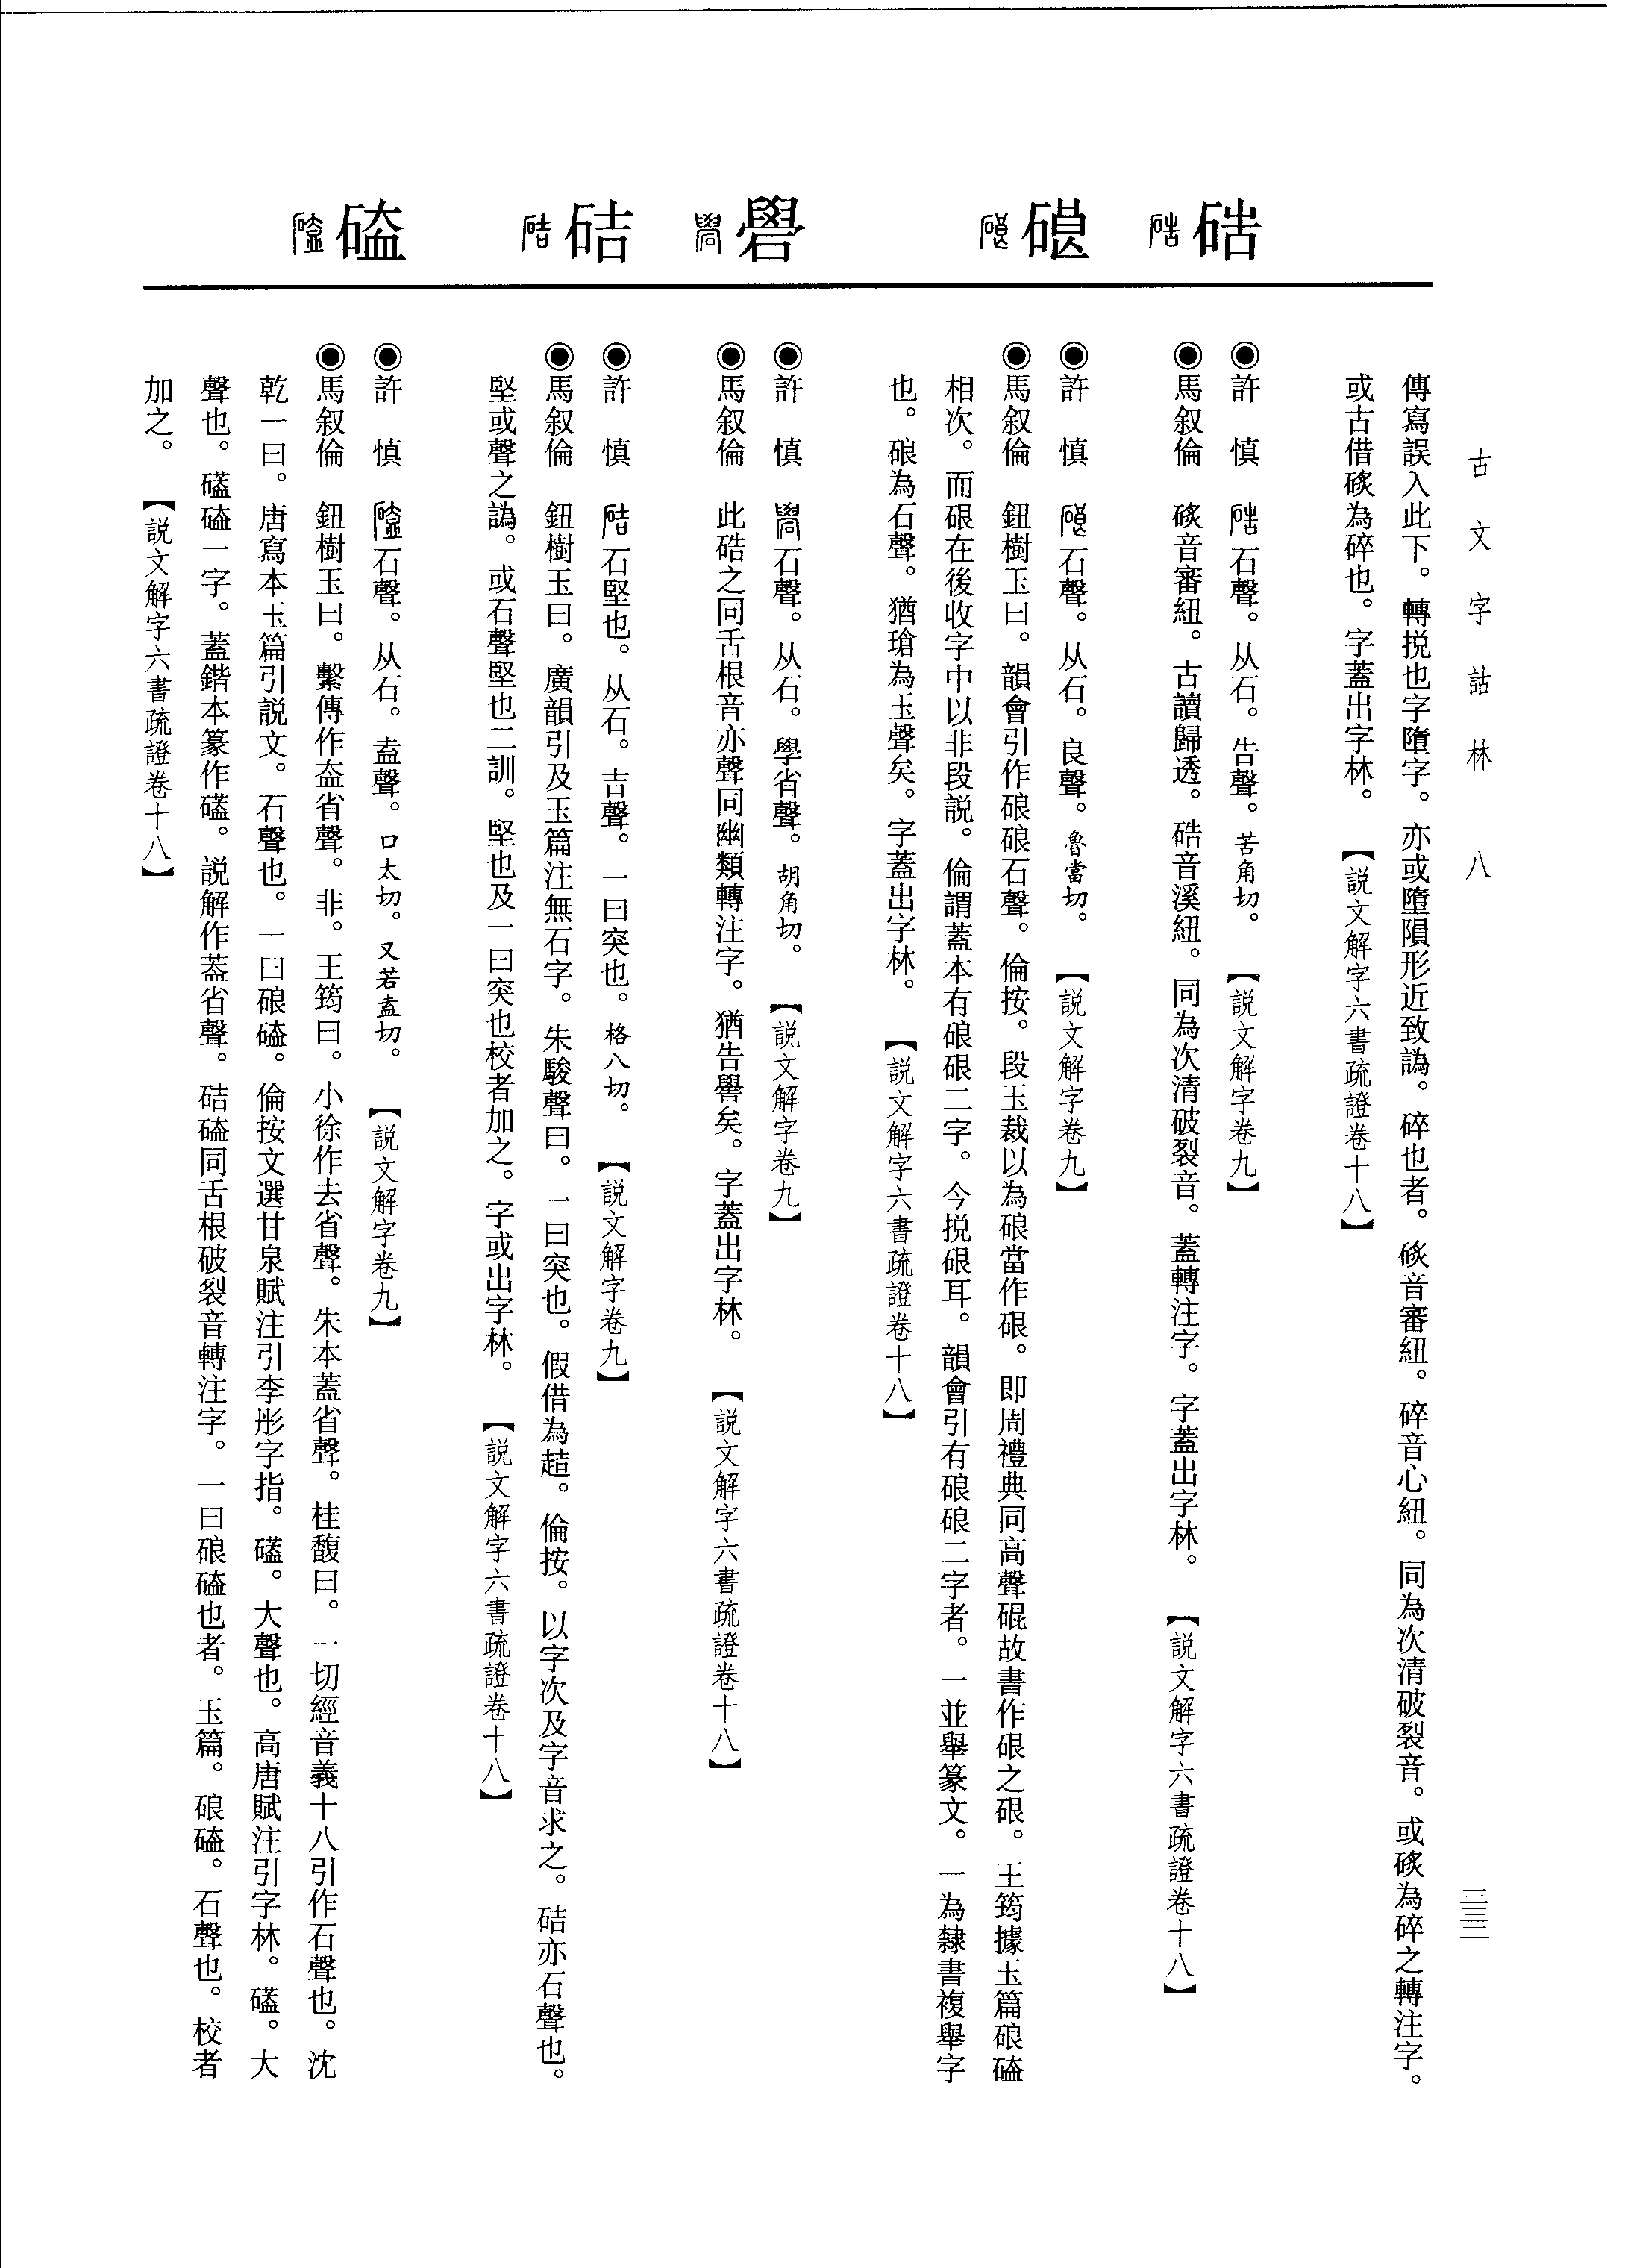 古文字詁林　八
三三二
硞
硠
礐
硈
磕
傳寫誤入此下。轉挩也字墮字。亦或墮隕形近致譌。碎也者。硋音審紐。碎音心紐。同為次清破裂音。或硋為碎之轉注字。
或古借硋為碎也。字蓋出字林。　【說文解字六書疏證卷十八】
◉許　慎　石聲。从石。告聲。苦角切。　【說文解字卷九】
◉馬叙倫　硋音審紐。古讀歸透。硞音溪紐。同為次清破裂音。蓋轉注字。字蓋出字林。　【說文解字六書疏證卷十八】
◉許　慎　石聲。从石。良聲。魯當切。　【說文解字卷九】
◉馬叙倫　鈕樹玉曰。韻會引作硠硠石聲。倫按。段玉裁以為硠當作硍。即周禮典同高聲䃂故書作硍之硍。王筠據玉篇硠磕
相次。而硍在後收字中以非段說。倫謂蓋本有硠硍二字。今挩硍耳。韻會引有硠硠二字者。一並舉篆文。一為隸書複舉字
也。硠為石聲。猶瑲為玉聲矣。字蓋出字林。　【說文解字六書疏證卷十八】
◉許　慎　石聲。从石。學省聲。胡角切。　【說文解字卷九】
◉馬叙倫　此硞之同舌根音亦聲同幽類轉注字。猶告嚳矣。字蓋出字林。　【說文解字六書疏證卷十八】
◉許　慎　石堅也。从石。吉聲。一曰突也。格八切。　【說文解字卷九】
◉馬叙倫　鈕樹玉曰。廣韻引及玉篇注無石字。朱駿聲曰。一曰突也。假借為趌。倫按。以字次及字音求之。硈亦石聲也。
堅或聲之譌。或石聲堅也二訓。堅也及一曰突也校者加之。字或出字林。　【說文解字六書疏證卷十八】
◉許　慎　石聲。从石。盍聲。口太切。又若盍切。　【說文解字卷九】
◉馬叙倫　鈕樹玉曰。繫傳作盇省聲。非。王筠曰。小徐作去省聲。朱本蓋省聲。桂馥曰。一切經音義十八引作石聲也。沈
乾一曰。唐寫本玉篇引說文。石聲也。一曰硠磕。倫按文選甘泉賦注引李彤字指。礚。大聲也。高唐賦注引字林。礚。大
聲也。礚磕一字。蓋鍇本篆作礚。說解作葢省聲。硈磕同舌根破裂音轉注字。一曰硠磕也者。玉篇。硠磕。石聲也。校者
加之。　【說文解字六書疏證卷十八】